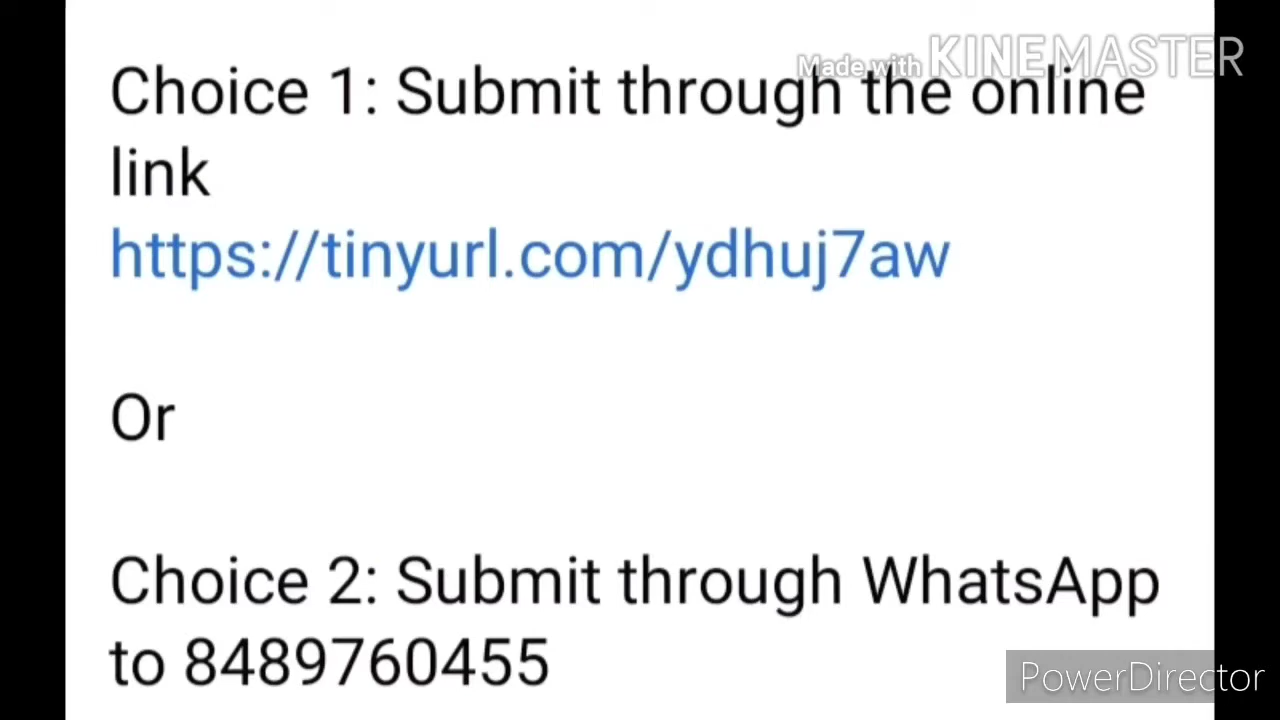 Made with KINEMASTER
Choice 1: Submit through the online
link
https://tinyurl.com/ydhuj7aw
Or
Choice 2: Submit through WhatsApp
to 8489760455
PowerDirector